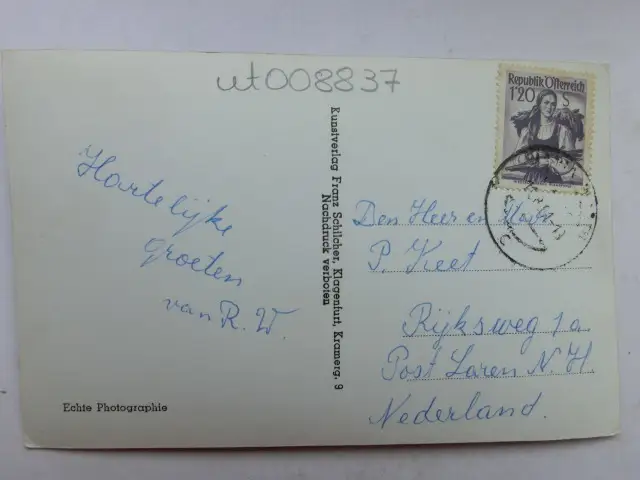 ut008837
Republik Österreich
1'20 S
Hartelijke
groeten
van R. W.
Echte Photographie
Kunstverlag Franz Schilcher, Klagenfurt, Kramerg. 9
Nachdruck verboten
Den Heer en
P. Keet
Rijksweg 1a
Post Laren N. H.
Nederland.